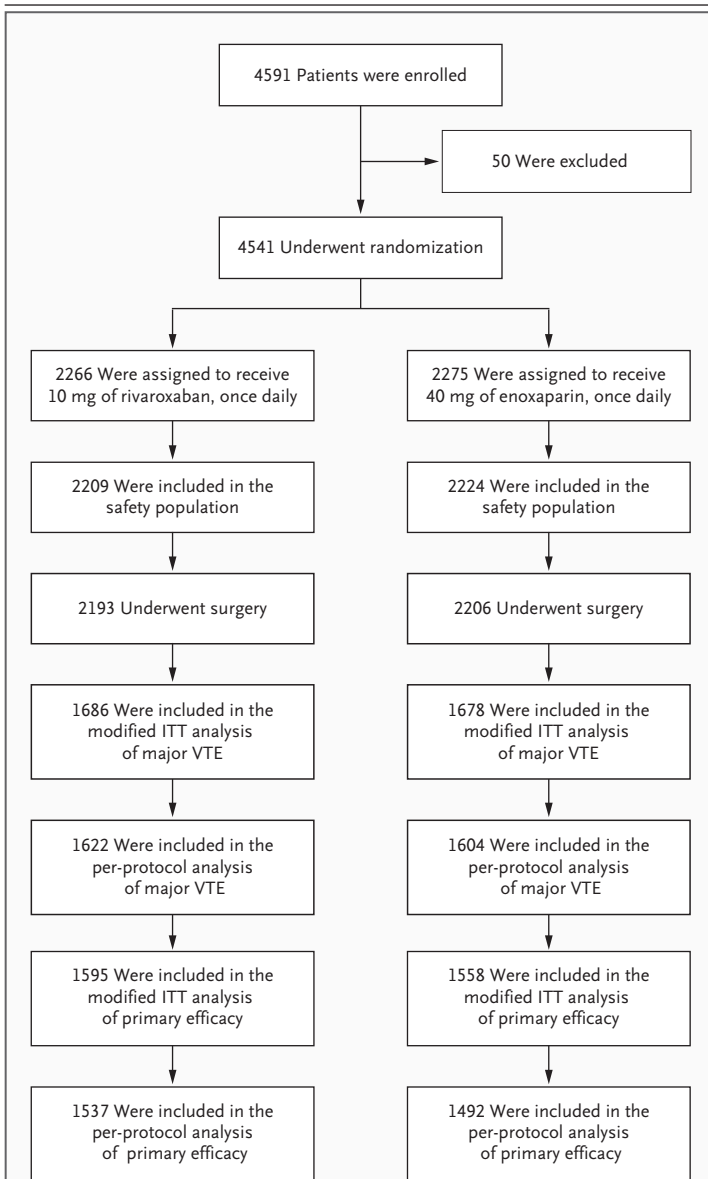 4591 Patients were enrolled
50 Were excluded
4541 Underwent randomization
2266 Were assigned to receive
10 mg of rivaroxaban, once daily
2275 Were assigned to receive
40 mg of enoxaparin, once daily
2209 Were included in the
safety population
2224 Were included in the
safety population
2193 Underwent surgery
2206 Underwent surgery
1686 Were included in the
modified ITT analysis
of major VTE
1678 Were included in the
modified ITT analysis
of major VTE
1622 Were included in the
per-protocol analysis
of major VTE
1604 Were included in the
per-protocol analysis
of major VTE
1595 Were included in the
modified ITT analysis
of primary efficacy
1558 Were included in the
modified ITT analysis
of primary efficacy
1537 Were included in the
per-protocol analysis
of primary efficacy
1492 Were included in the
per-protocol analysis
of primary efficacy